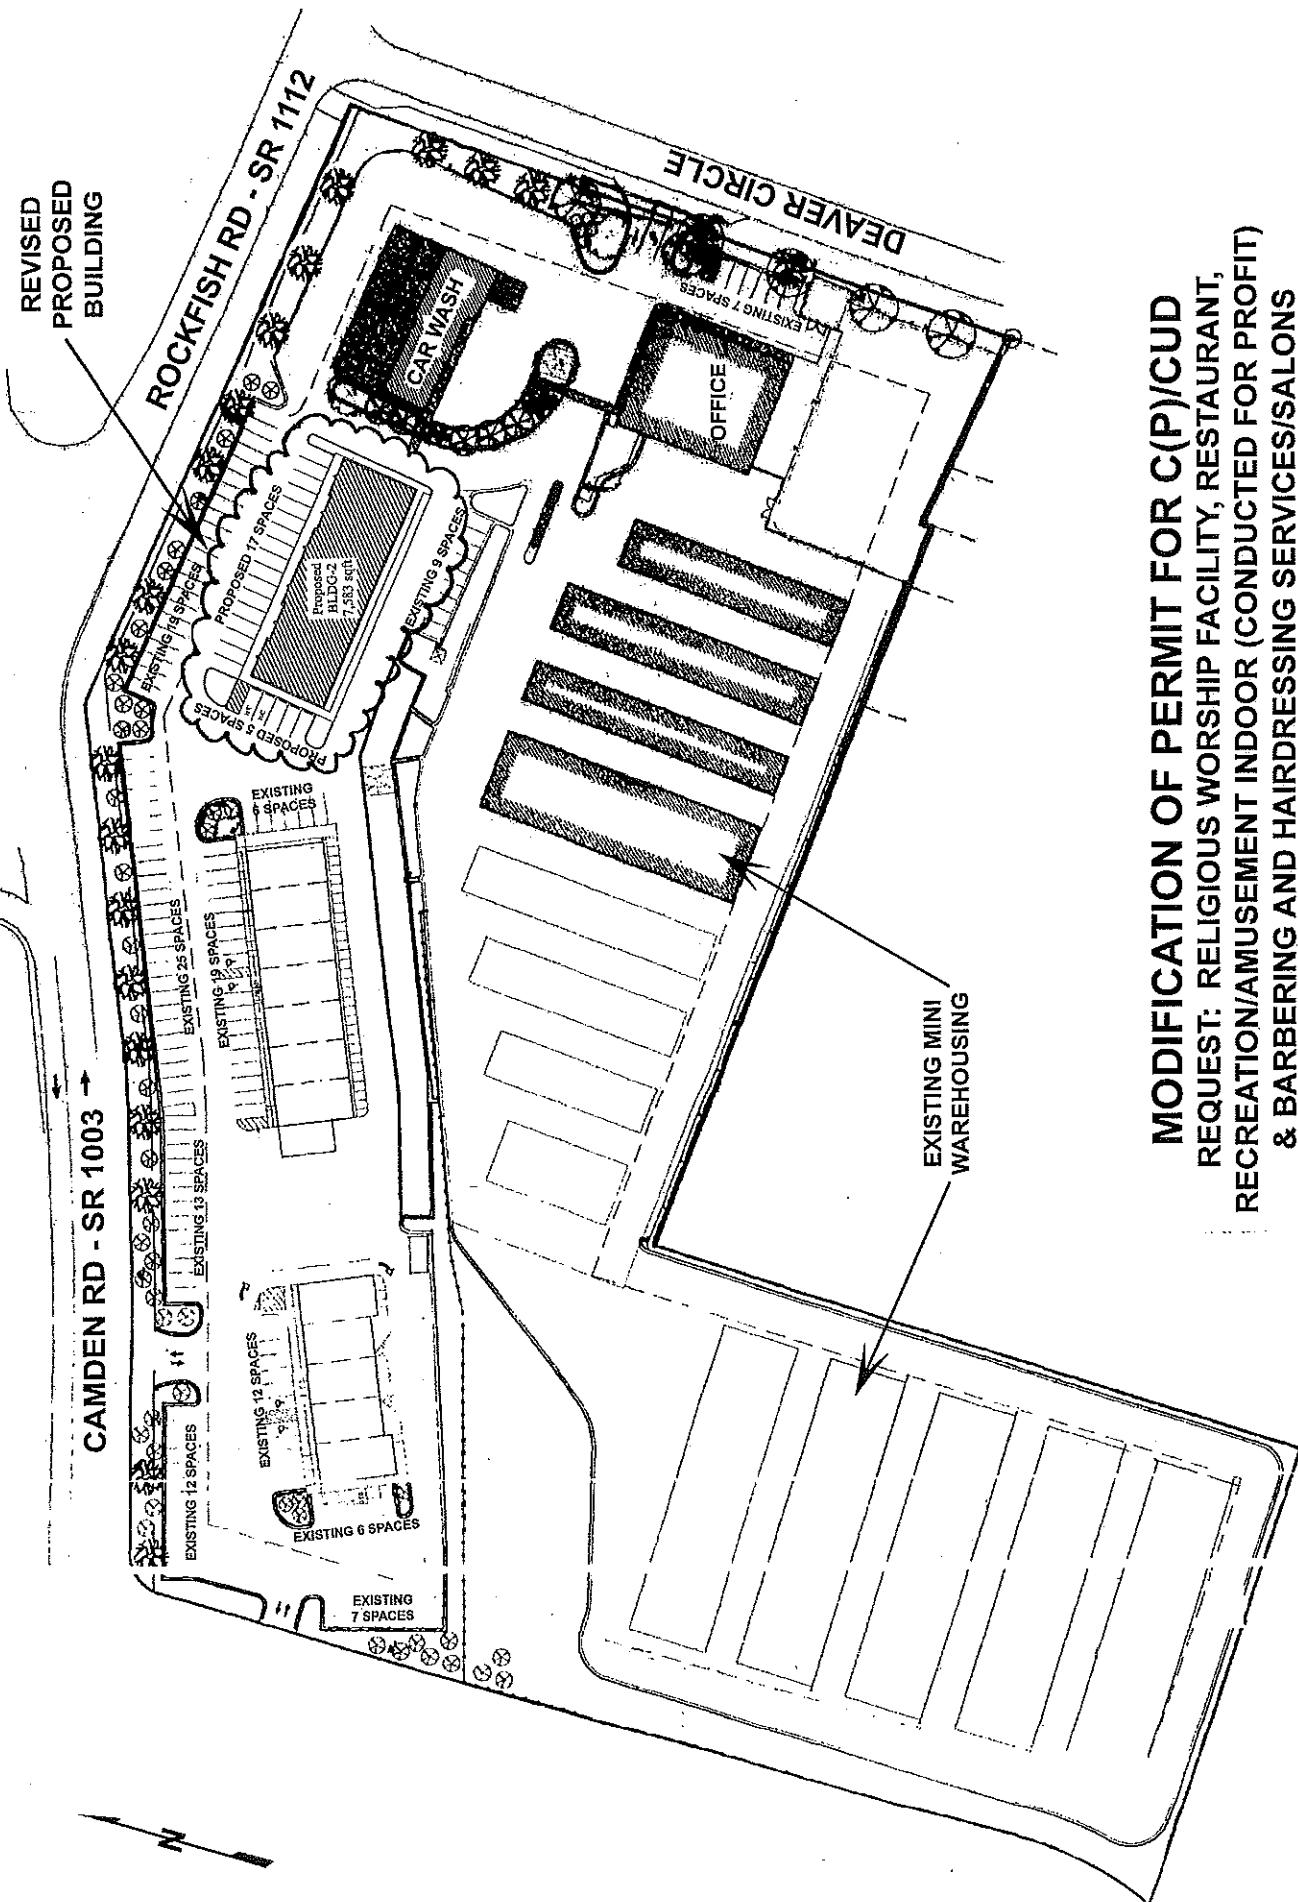 REVISED
PROPOSED
BUILDING
ROCKFISH RD - SR 1112
DEAVER CIRCLE
CAMDEN RD - SR 1003
CAR WASH
OFFICE
EXISTING 7 SPACES
PROPOSED 17 SPACES
Proposed
BLDG-2
7,583 sqft
EXISTING 9 SPACES
PROPOSED 5 SPACES
EXISTING 19 SPACES
EXISTING
6 SPACES
EXISTING 25 SPACES
EXISTING 19 SPACES
EXISTING 13 SPACES
EXISTING 12 SPACES
EXISTING 12 SPACES
EXISTING 6 SPACES
EXISTING
7 SPACES
EXISTING MINI
WAREHOUSING
N
MODIFICATION OF PERMIT FOR C(P)/CUD
REQUEST: RELIGIOUS WORSHIP FACILITY, RESTAURANT,
RECREATION/AMUSEMENT INDOOR (CONDUCTED FOR PROFIT)
& BARBERING AND HAIRDRESSING SERVICES/SALONS